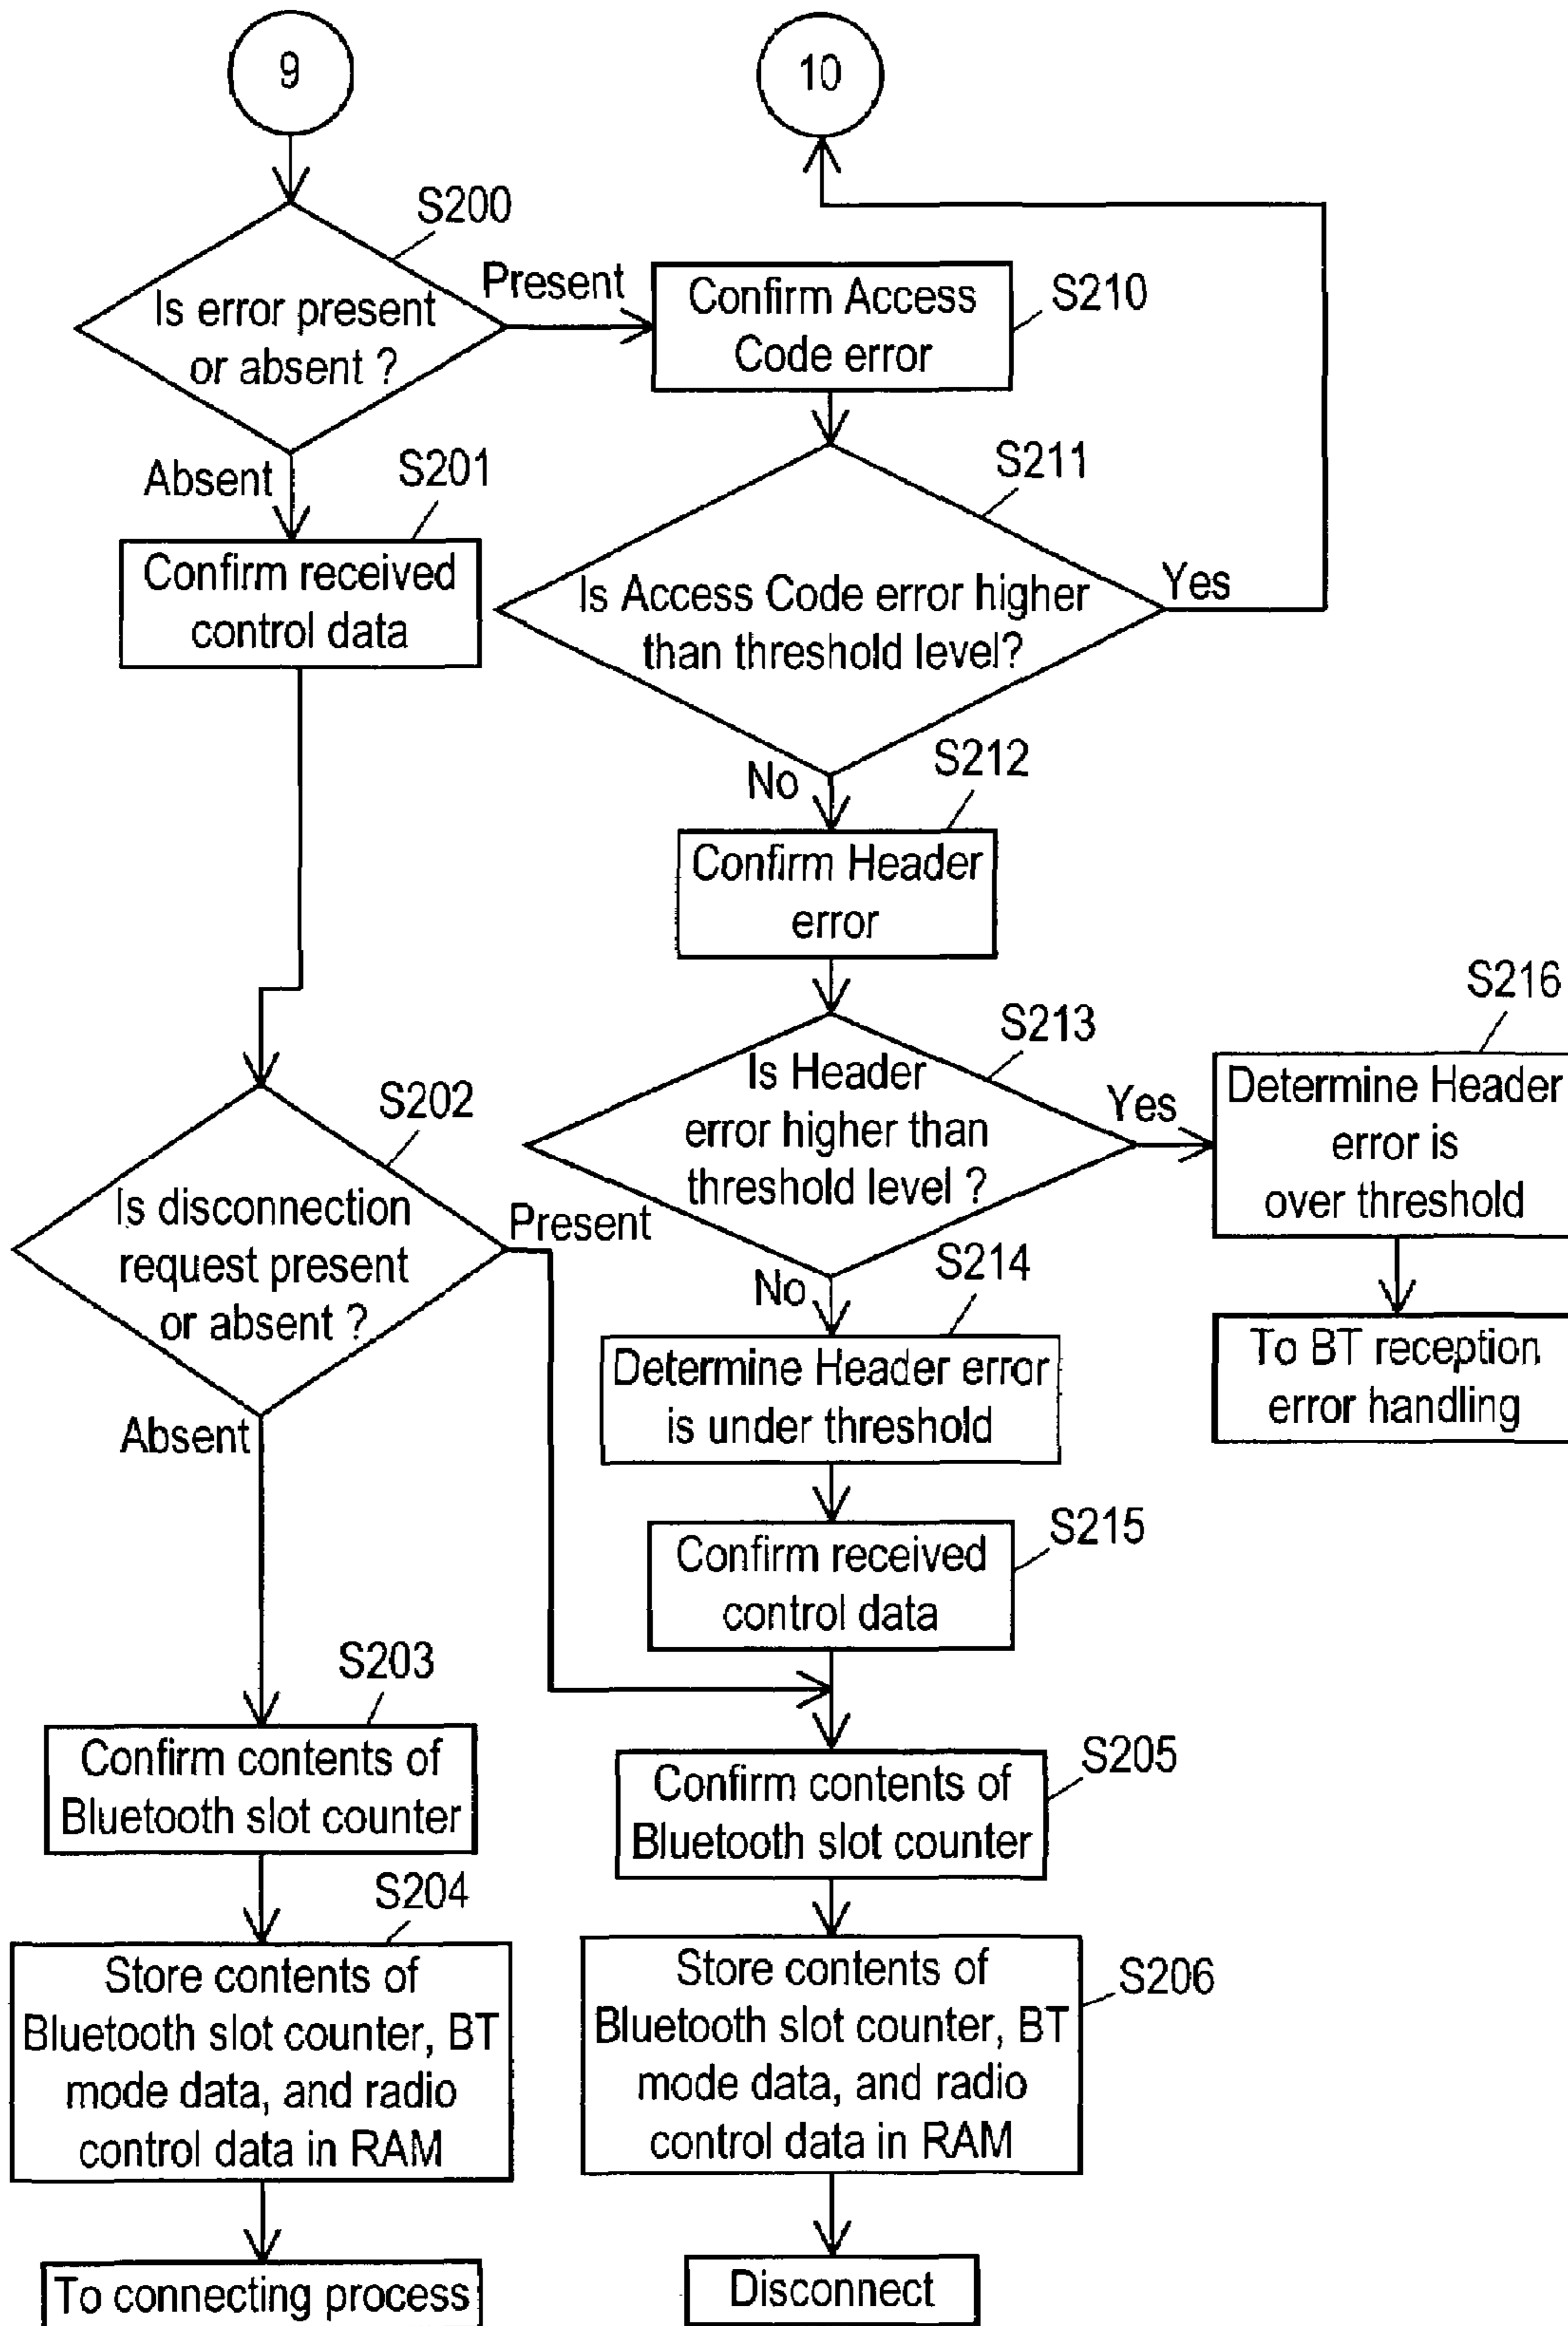 9
10
S200
Is error present
or absent ?
Present
Confirm Access
Code error
S210
Absent
S201
Confirm received
control data
S211
Is Access Code error higher
than threshold level?
Yes
No
S212
Confirm Header
error
S213
Is Header
error higher than
threshold level ?
Yes
S216
Determine Header
error is
over threshold
To BT reception
error handling
S202
Is disconnection
request present
or absent ?
Present
Absent
No
S214
Determine Header error
is under threshold
S215
Confirm received
control data
S203
Confirm contents of
Bluetooth slot counter
S204
Store contents of
Bluetooth slot counter, BT
mode data, and radio
control data in RAM
To connecting process
S205
Confirm contents of
Bluetooth slot counter
S206
Store contents of
Bluetooth slot counter, BT
mode data, and radio
control data in RAM
Disconnect